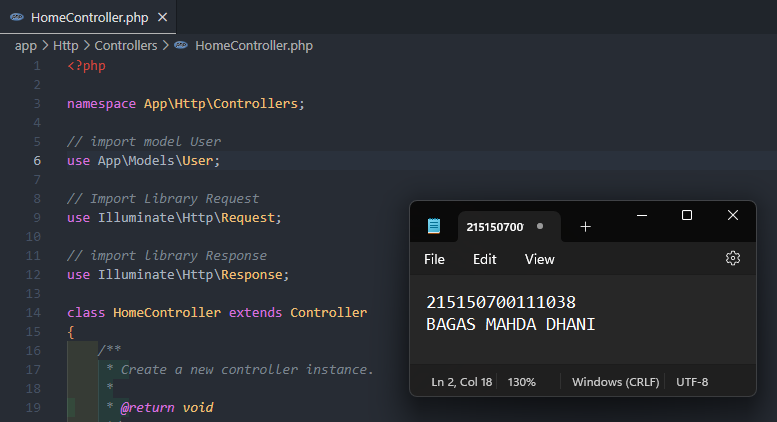 HomeController.php
app > Http > Controllers > HomeController.php
1 <?php
2
3 namespace App\Http\Controllers;
4
5 // import model User
6 use App\Models\User;
7
8 // Import Library Request
9 use Illuminate\Http\Request;
10
11 // import library Response
12 use Illuminate\Http\Response;
13
14 class HomeController extends Controller
15 {
16 /**
17 * Create a new controller instance.
18 *
19 * @return void
215150700
File Edit View
215150700111038
BAGAS MAHDA DHANI
Ln 2, Col 18 130% Windows (CRLF) UTF-8